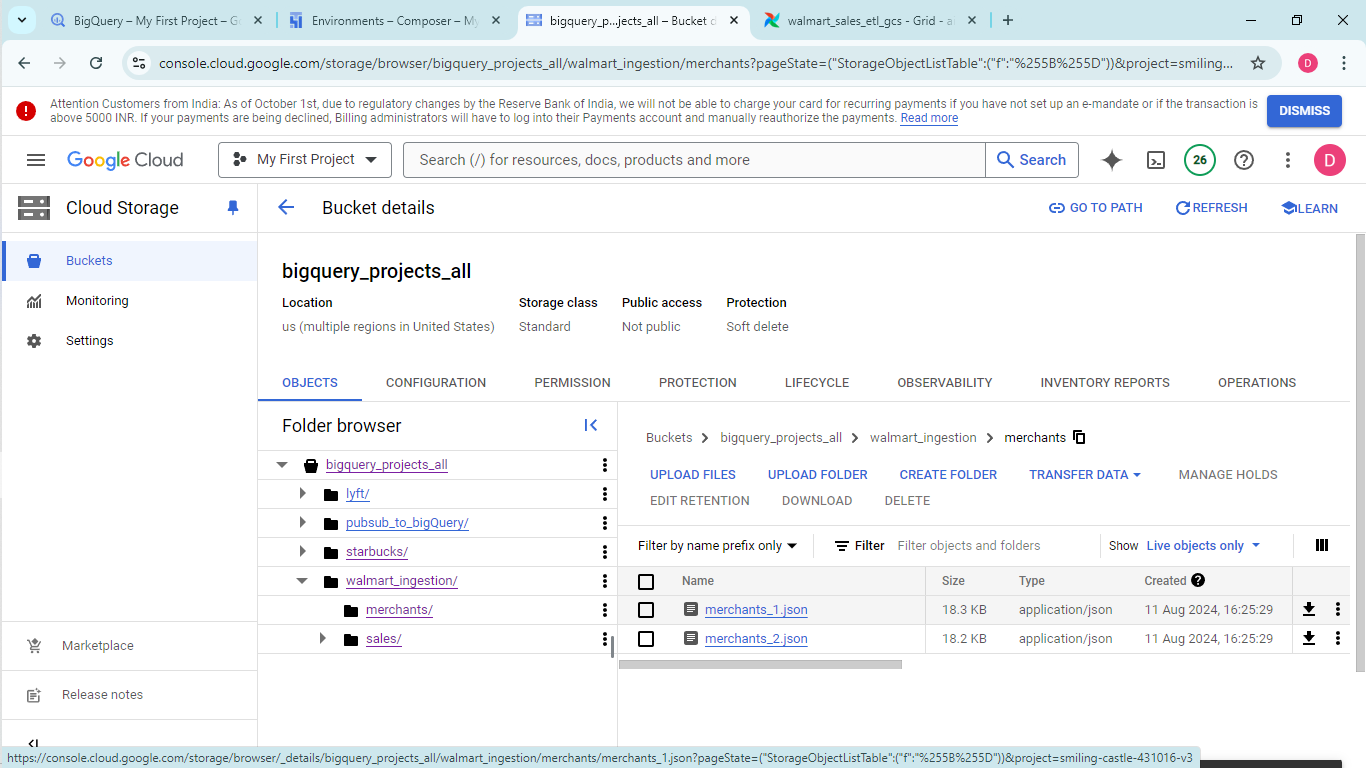 BigQuery – My First Project – Go
Environments – Composer – My
bigquery_p...jects_all – Bucket d
walmart_sales_etl_gcs - Grid - ai
console.cloud.google.com/storage/browser/bigquery_projects_all/walmart_ingestion/merchants?pageState=("StorageObjectListTable":("f":"%255B%255D"))&project=smiling...
D
Attention Customers from India: As of October 1st, due to regulatory changes by the Reserve Bank of India, we will not be able to charge your card for recurring payments if you have not set up an e-mandate or if the transaction is
above 5000 INR. If your payments are being declined, Billing administrators will have to log into their Payments account and manually reauthorize the payments. Read more
DISMISS
Google Cloud
My First Project
Search (/) for resources, docs, products and more
Search
26
D
Cloud Storage
Bucket details
GO TO PATH
REFRESH
LEARN
Buckets
Monitoring
Settings
Marketplace
Release notes
bigquery_projects_all
Location Storage class Public access Protection
us (multiple regions in United States) Standard Not public Soft delete
OBJECTS CONFIGURATION PERMISSION PROTECTION LIFECYCLE OBSERVABILITY INVENTORY REPORTS OPERATIONS
Folder browser
bigquery_projects_all
lyft/
pubsub_to_bigQuery/
starbucks/
walmart_ingestion/
merchants/
sales/
Buckets > bigquery_projects_all > walmart_ingestion > merchants
UPLOAD FILES UPLOAD FOLDER CREATE FOLDER TRANSFER DATA MANAGE HOLDS
EDIT RETENTION DOWNLOAD DELETE
Filter by name prefix only Filter Filter objects and folders Show Live objects only
Name Size Type Created
merchants_1.json 18.3 KB application/json 11 Aug 2024, 16:25:29
merchants_2.json 18.2 KB application/json 11 Aug 2024, 16:25:29
https://console.cloud.google.com/storage/browser/_details/bigquery_projects_all/walmart_ingestion/merchants/merchants_1.json?pageState=("StorageObjectListTable":("f":"%255B%255D"))&project=smiling-castle-431016-v3